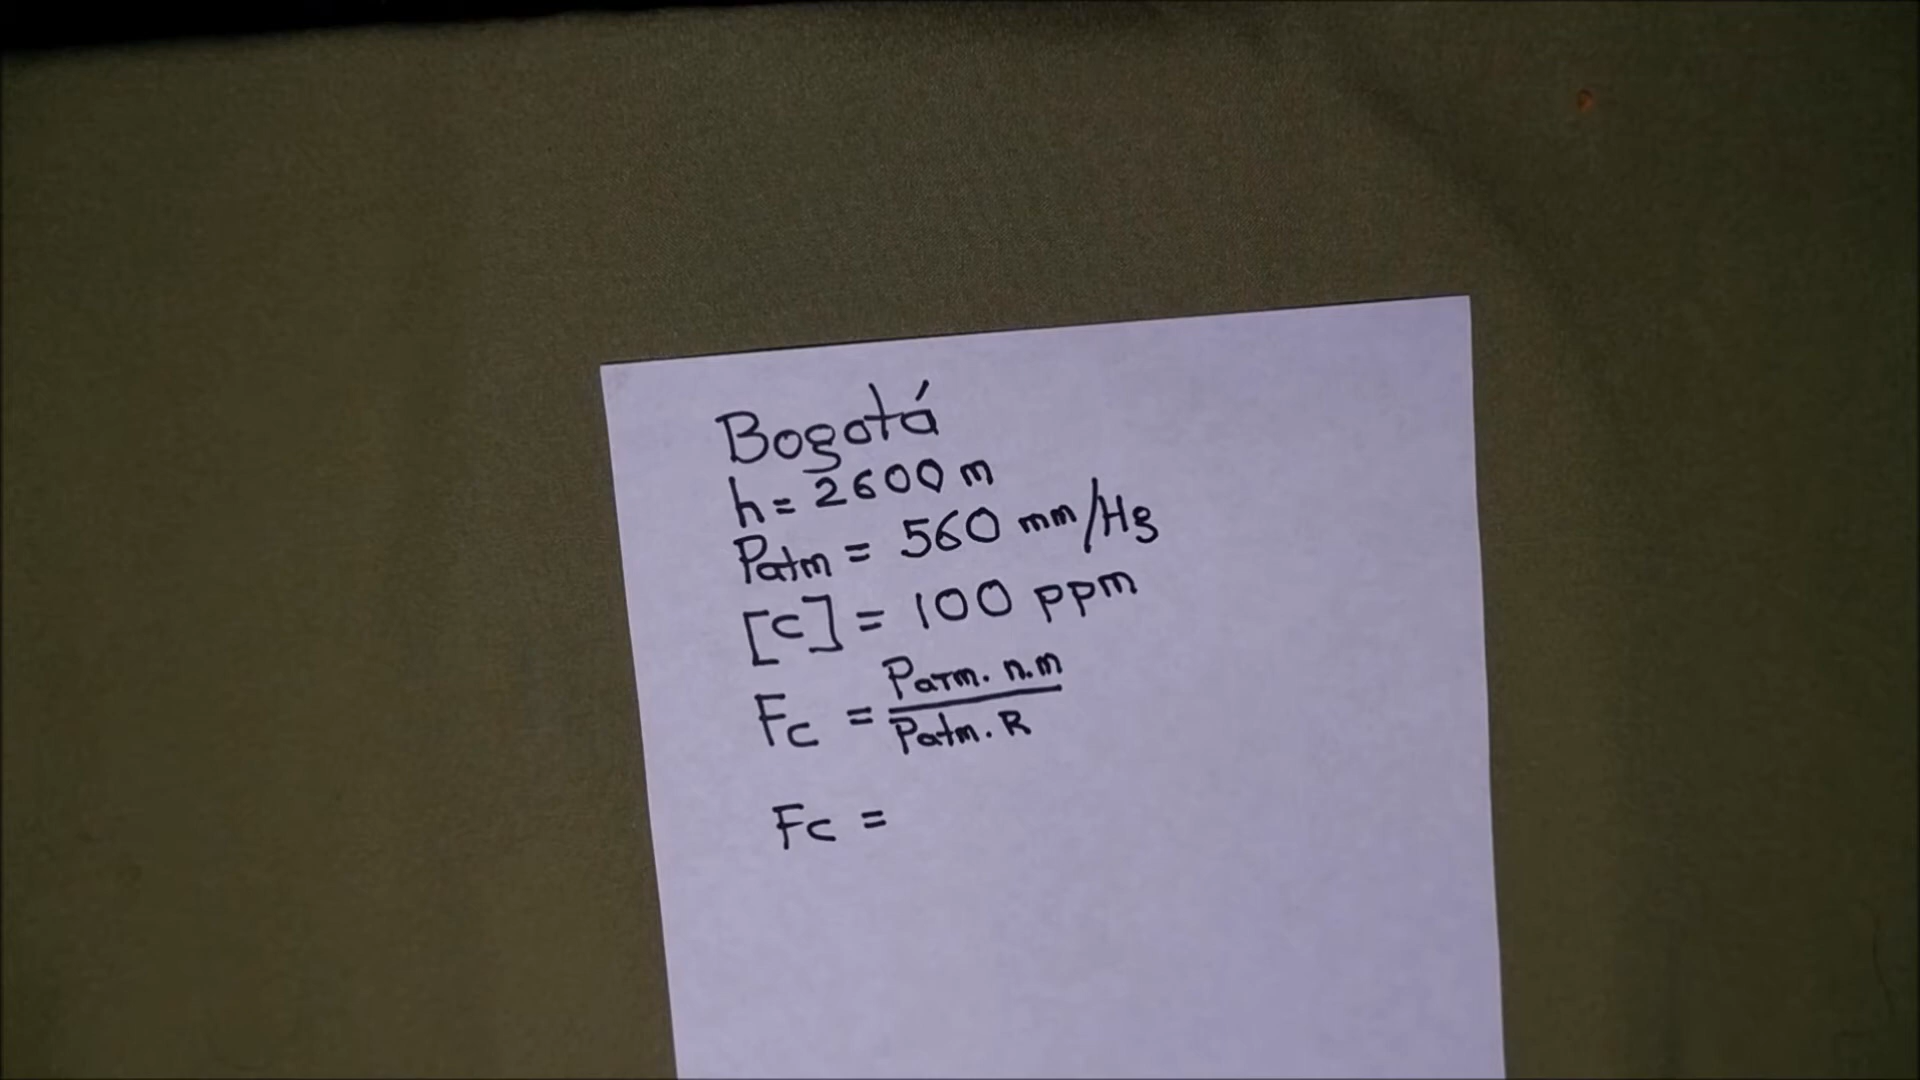 Bogotá
h = 2600 m
Patm = 560 mm/Hg
[c] = 100 ppm
Fc = Patm. n.m
Patm. R
Fc =